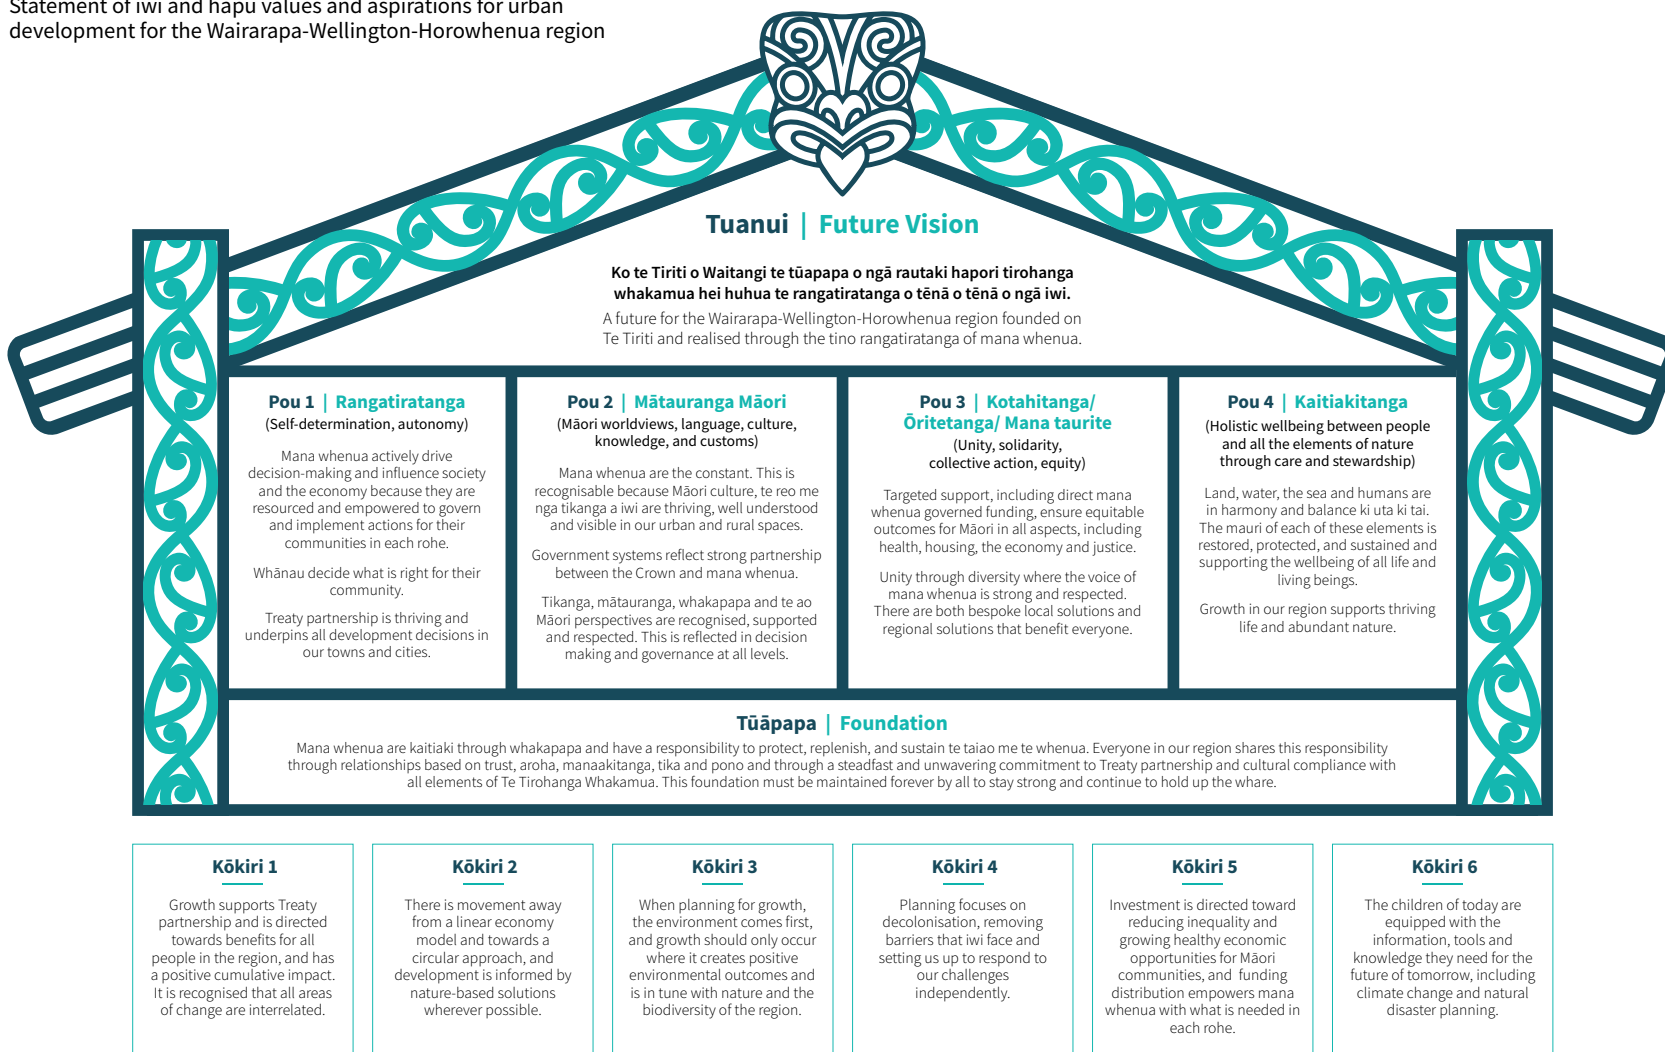 Statement of iwi and hapū values and aspirations for urban
development for the Wairarapa-Wellington-Horowhenua region
Tuanui | Future Vision
Ko te Tiriti o Waitangi te tūāpapa o ngā rautaki hapori tirohanga
whakamua hei huhua te rangatiratanga o tēnā o tēnā o ngā iwi.
A future for the Wairarapa-Wellington-Horowhenua region founded on
Te Tiriti and realised through the tino rangatiratanga of mana whenua.
Pou 1 | Rangatiratanga
(Self-determination, autonomy)
Mana whenua actively drive
decision-making and influence society
and the economy because they are
resourced and empowered to govern
and implement actions for their
communities in each rohe.
Whānau decide what is right for their
community.
Treaty partnership is thriving and
underpins all development decisions in
our towns and cities.
Pou 2 | Mātauranga Māori
(Māori worldviews, language, culture,
knowledge, and customs)
Mana whenua are the constant. This is
recognisable because Māori culture, te reo me
nga tikanga a iwi are thriving, well understood
and visible in our urban and rural spaces.
Government systems reflect strong partnership
between the Crown and mana whenua.
Tikanga, mātauranga, whakapapa and te ao
Māori perspectives are recognised, supported
and respected. This is reflected in decision
making and governance at all levels.
Pou 3 | Kotahitanga/
Ōritetanga/ Mana taurite
(Unity, solidarity,
collective action, equity)
Targeted support, including direct mana
whenua governed funding, ensure equitable
outcomes for Māori in all aspects, including
health, housing, the economy and justice.
Unity through diversity where the voice of
mana whenua is strong and respected.
There are both bespoke local solutions and
regional solutions that benefit everyone.
Pou 4 | Kaitiakitanga
(Holistic wellbeing between people
and all the elements of nature
through care and stewardship)
Land, water, the sea and humans are
in harmony and balance ki uta ki tai.
The mauri of each of these elements is
restored, protected, and sustained and
supporting the wellbeing of all life and
living beings.
Growth in our region supports thriving
life and abundant nature.
Tūāpapa | Foundation
Mana whenua are kaitiaki through whakapapa and have a responsibility to protect, replenish, and sustain te taiao me te whenua. Everyone in our region shares this responsibility
through relationships based on trust, aroha, manaakitanga, tika and pono and through a steadfast and unwavering commitment to Treaty partnership and cultural compliance with
all elements of Te Tirohanga Whakamua. This foundation must be maintained forever by all to stay strong and continue to hold up the whare.
Kōkiri 1
Growth supports Treaty
partnership and is directed
towards benefits for all
people in the region, and has
a positive cumulative impact.
It is recognised that all areas
of change are interrelated.
Kōkiri 2
There is movement away
from a linear economy
model and towards a
circular approach, and
development is informed by
nature-based solutions
wherever possible.
Kōkiri 3
When planning for growth,
the environment comes first,
and growth should only occur
where it creates positive
environmental outcomes and
is in tune with nature and the
biodiversity of the region.
Kōkiri 4
Planning focuses on
decolonisation, removing
barriers that iwi face and
setting us up to respond to
our challenges
independently.
Kōkiri 5
Investment is directed toward
reducing inequality and
growing healthy economic
opportunities for Māori
communities, and funding
distribution empowers mana
whenua with what is needed in
each rohe.
Kōkiri 6
The children of today are
equipped with the
information, tools and
knowledge they need for the
future of tomorrow, including
climate change and natural
disaster planning.